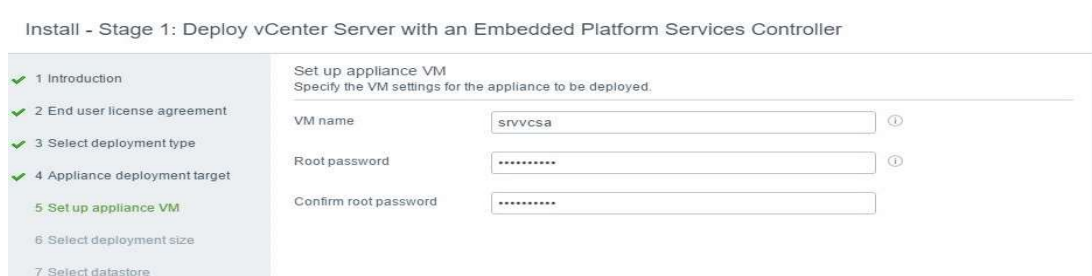 Install - Stage 1: Deploy vCenter Server with an Embedded Platform Services Controller
1 Introduction
2 End user license agreement
3 Select deployment type
4 Appliance deployment target
5 Set up appliance VM
6 Select deployment size
7 Select datastore
Set up appliance VM
Specify the VM settings for the appliance to be deployed.
VM name
srvvcsa
Root password
••••••••••
Confirm root password
••••••••••